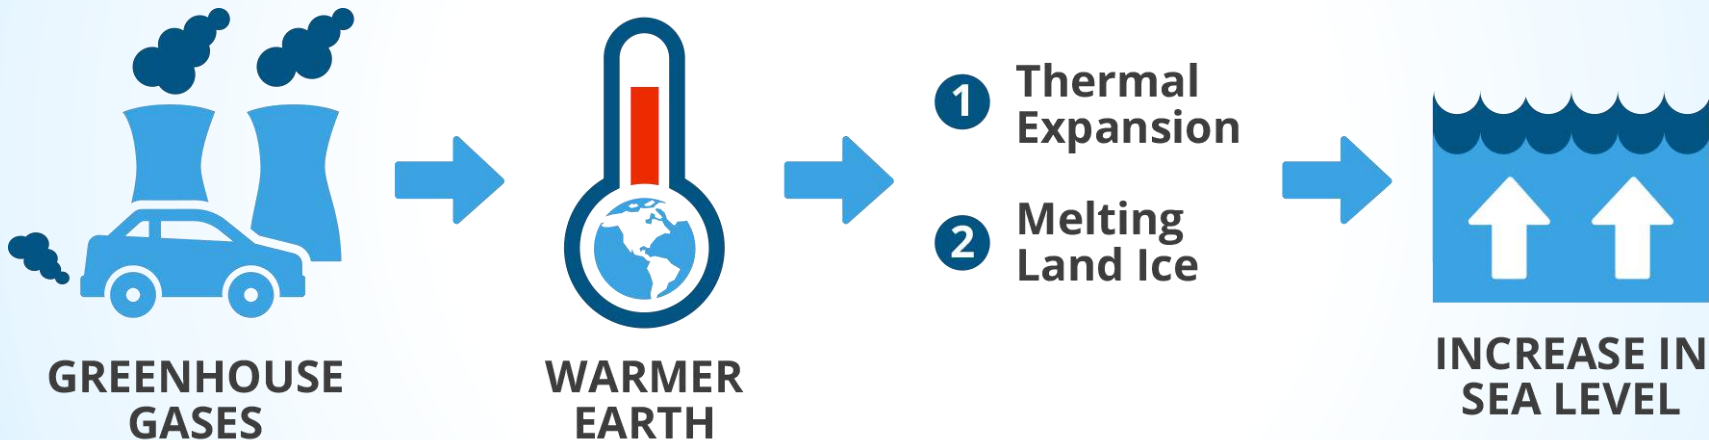 GREENHOUSE
GASES
WARMER
EARTH
1 Thermal
Expansion
2 Melting
Land Ice
INCREASE IN
SEA LEVEL